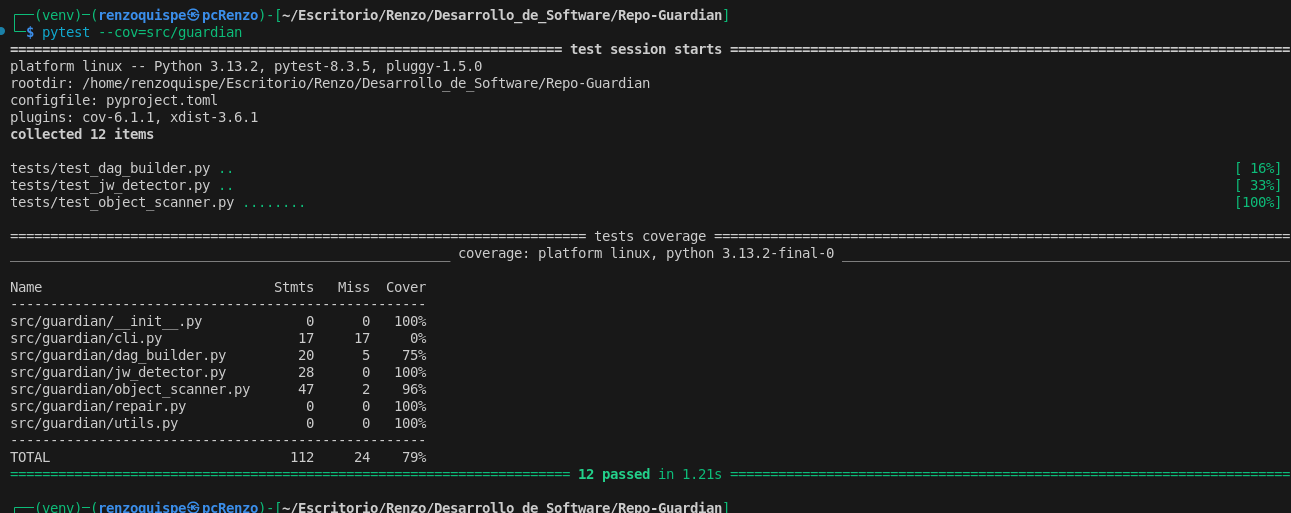 ┌──(venv)─(renzoquispe㉿pcRenzo)-[~/Escritorio/Renzo/Desarrollo_de_Software/Repo-Guardian]
└─$ pytest --cov=src/guardian
===================================================================== test session starts ======================================================================
platform linux -- Python 3.13.2, pytest-8.3.5, pluggy-1.5.0
rootdir: /home/renzoquispe/Escritorio/Renzo/Desarrollo_de_Software/Repo-Guardian
configfile: pyproject.toml
plugins: cov-6.1.1, xdist-3.6.1
collected 12 items
tests/test_dag_builder.py .. [ 16%]
tests/test_jw_detector.py .. [ 33%]
tests/test_object_scanner.py ........ [100%]
======================================================================== tests coverage ========================================================================
_______________________________________________________ coverage: platform linux, python 3.13.2-final-0 ________________________________________________________
Name                             Stmts   Miss  Cover
----------------------------------------------------
src/guardian/__init__.py             0      0   100%
src/guardian/cli.py                 17     17     0%
src/guardian/dag_builder.py         20      5    75%
src/guardian/jw_detector.py         28      0   100%
src/guardian/object_scanner.py      47      2    96%
src/guardian/repair.py               0      0   100%
src/guardian/utils.py                0      0   100%
----------------------------------------------------
TOTAL                              112     24    79%
====================================================================== 12 passed in 1.21s ======================================================================
┌──(venv)─(renzoquispe㉿pcRenzo)-[~/Escritorio/Renzo/Desarrollo_de_Software/Repo-Guardian]